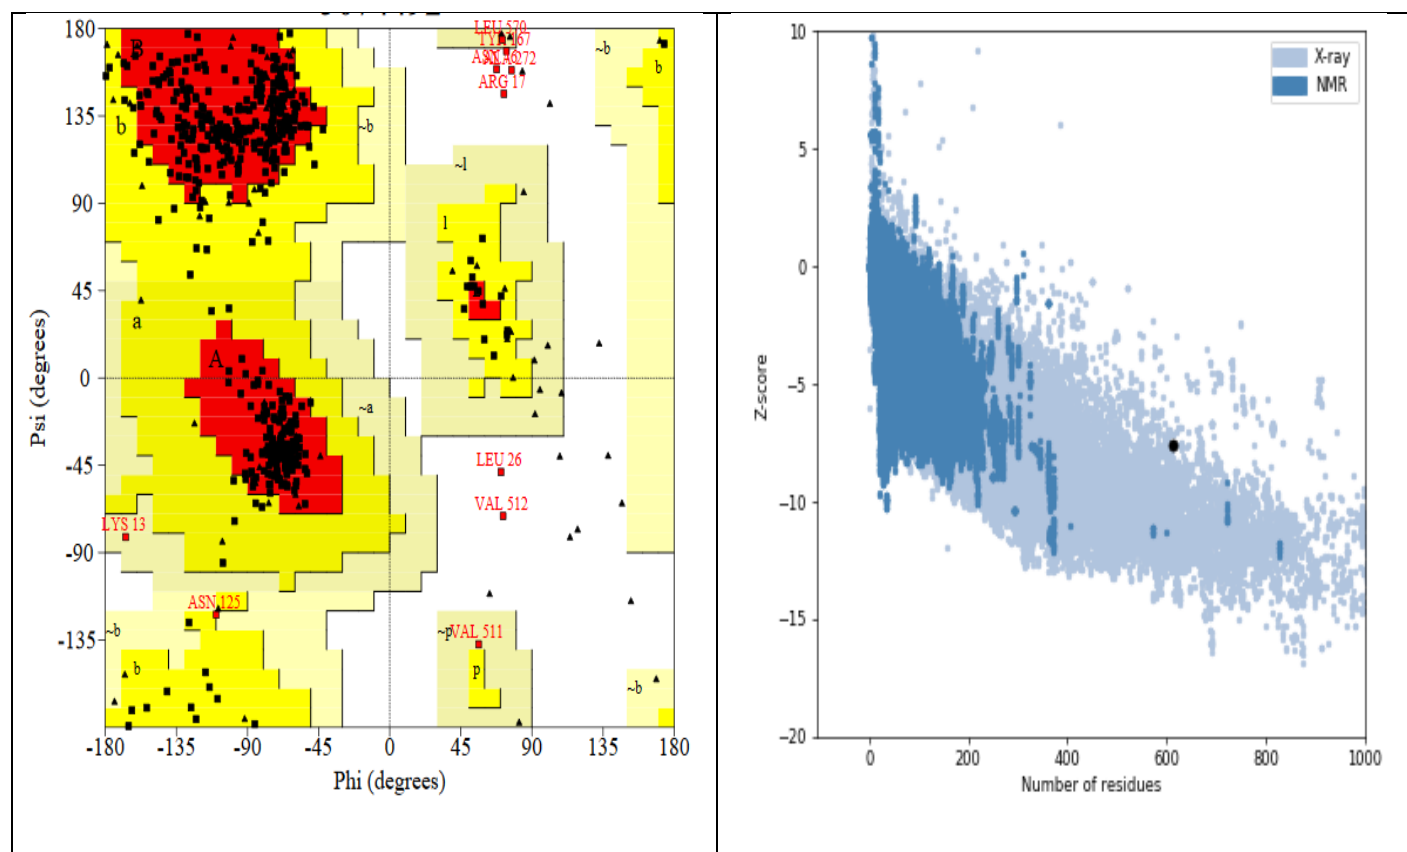 180
135
90
45
0
-45
-90
-135
-180
-135
-90
-45
0
45
90
135
180
Psi (degrees)
Phi (degrees)
LEU 570
ARG 17
B
~b
b
b
~b
~l
l
a
A
~a
LEU 26
VAL 512
LYS 13
ASN 125
~b
~p
VAL 511
b
p
~b
X-ray
NMR
10
5
0
−5
−10
−15
−20
Z-score
0
200
400
600
800
1000
Number of residues